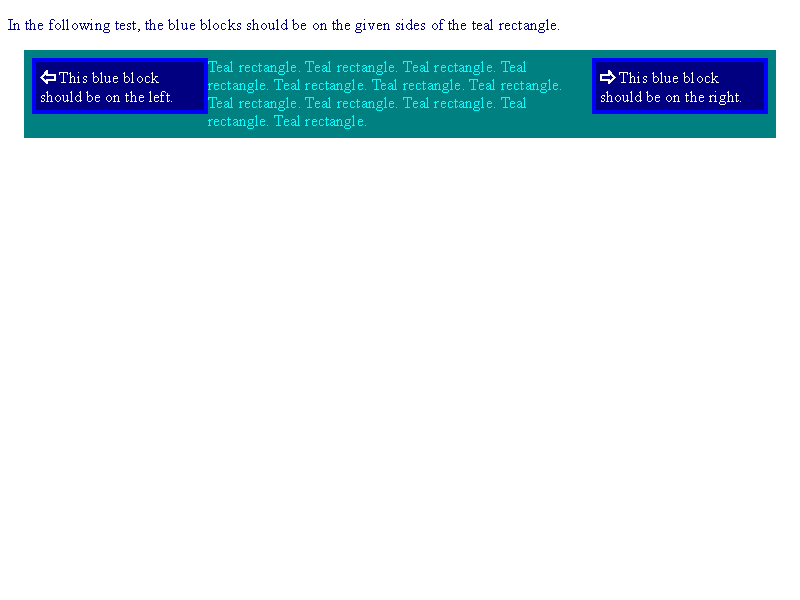 In the following test, the blue blocks should be on the given sides of the teal rectangle.
⇦This blue block
should be on the left.
Teal rectangle. Teal rectangle. Teal rectangle. Teal
rectangle. Teal rectangle. Teal rectangle. Teal rectangle.
Teal rectangle. Teal rectangle. Teal rectangle. Teal
rectangle. Teal rectangle.
⇨This blue block
should be on the right.